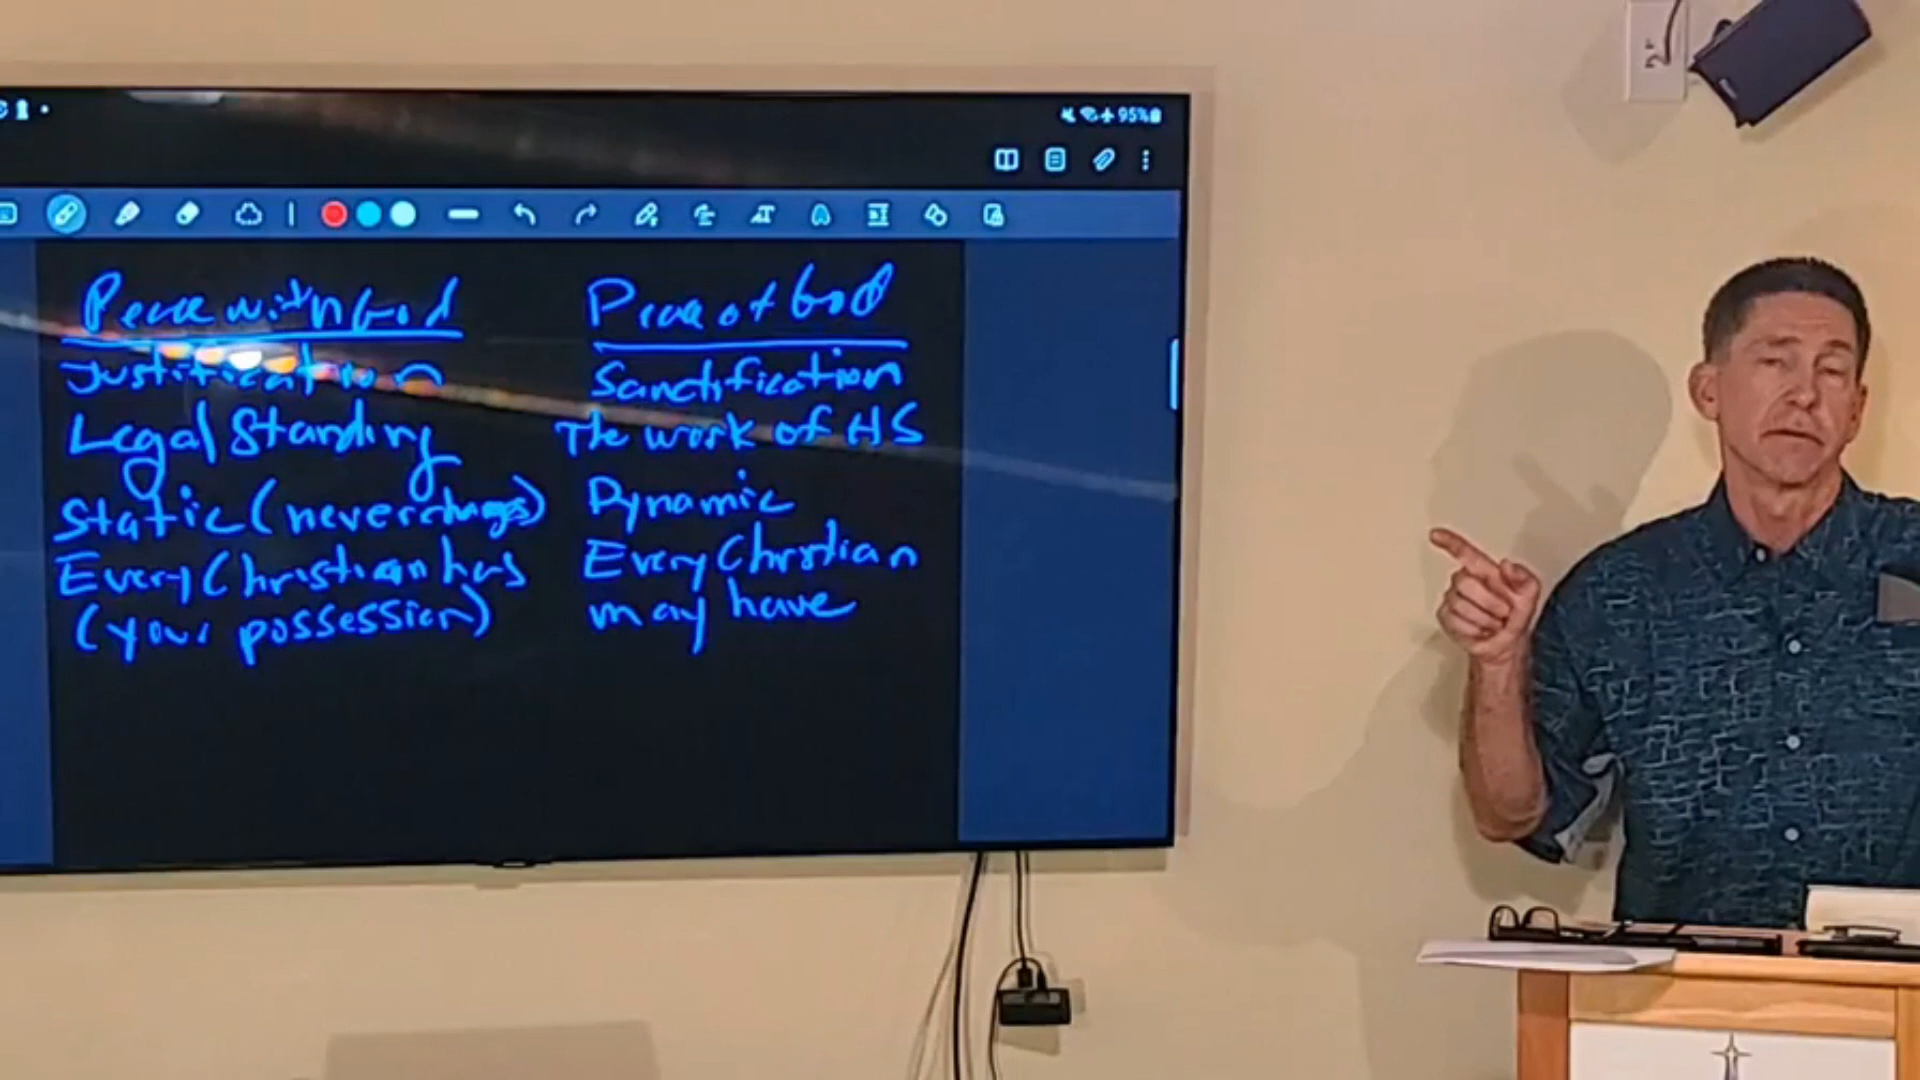 95%
Peace with God
Justification
Legal Standing
Static (never changes)
Every Christian has
(your possession)
Peace of God
Sanctification
The work of HS
Dynamic
Every Christian
may have